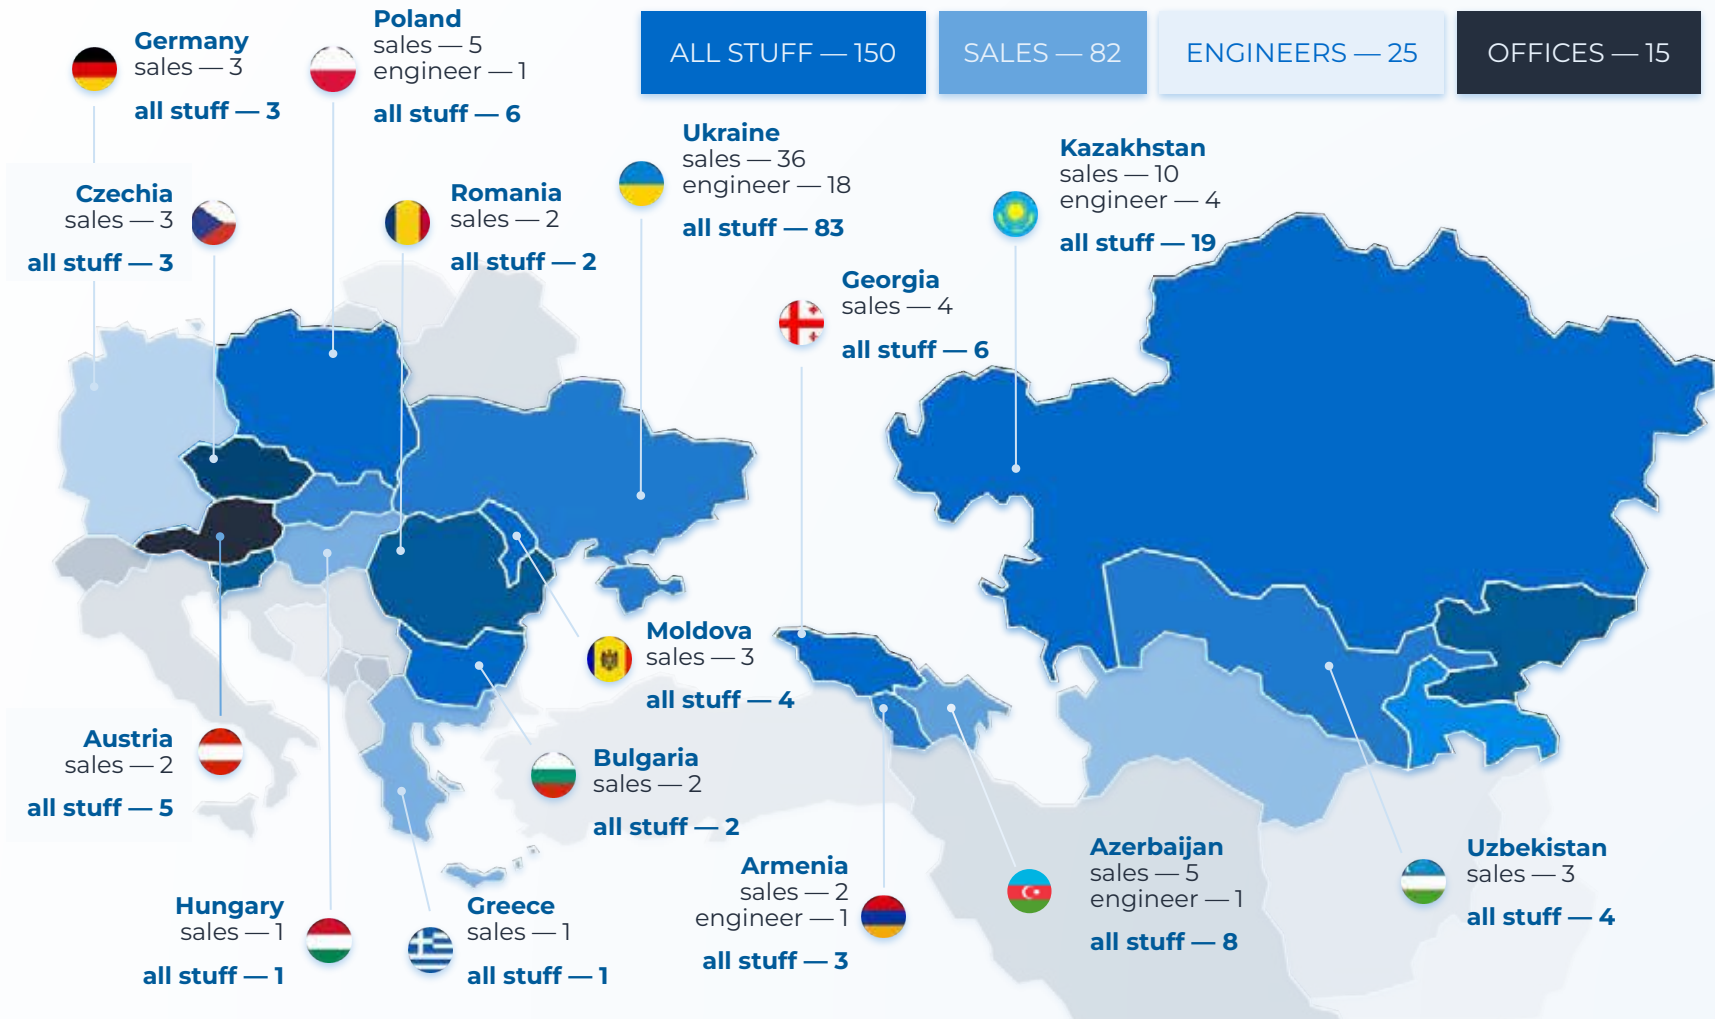 ALL STUFF — 150
SALES — 82
ENGINEERS — 25
OFFICES — 15
Germany
sales — 3
all stuff — 3
Poland
sales — 5
engineer — 1
all stuff — 6
Ukraine
sales — 36
engineer — 18
all stuff — 83
Kazakhstan
sales — 10
engineer — 4
all stuff — 19
Czechia
sales — 3
all stuff — 3
Romania
sales — 2
all stuff — 2
Georgia
sales — 4
all stuff — 6
Moldova
sales — 3
all stuff — 4
Austria
sales — 2
all stuff — 5
Bulgaria
sales — 2
all stuff — 2
Armenia
sales — 2
engineer — 1
all stuff — 3
Azerbaijan
sales — 5
engineer — 1
all stuff — 8
Uzbekistan
sales — 3
all stuff — 4
Hungary
sales — 1
all stuff — 1
Greece
sales — 1
all stuff — 1